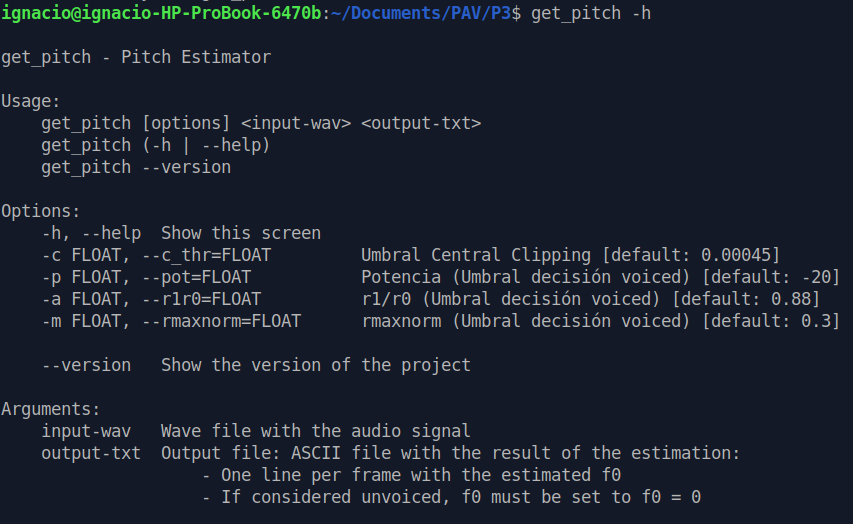 ignacio@ignacio-HP-ProBook-6470b:~/Documents/PAV/P3$ get_pitch -h
get_pitch - Pitch Estimator
Usage:
    get_pitch [options] <input-wav> <output-txt>
    get_pitch (-h | --help)
    get_pitch --version
Options:
    -h, --help  Show this screen
    -c FLOAT, --c_thr=FLOAT         Umbral Central Clipping [default: 0.00045]
    -p FLOAT, --pot=FLOAT           Potencia (Umbral decisión voiced) [default: -20]
    -a FLOAT, --r1r0=FLOAT          r1/r0 (Umbral decisión voiced) [default: 0.88]
    -m FLOAT, --rmaxnorm=FLOAT      rmaxnorm (Umbral decisión voiced) [default: 0.3]
    --version   Show the version of the project
Arguments:
    input-wav   Wave file with the audio signal
    output-txt  Output file: ASCII file with the result of the estimation:
                    - One line per frame with the estimated f0
                    - If considered unvoiced, f0 must be set to f0 = 0